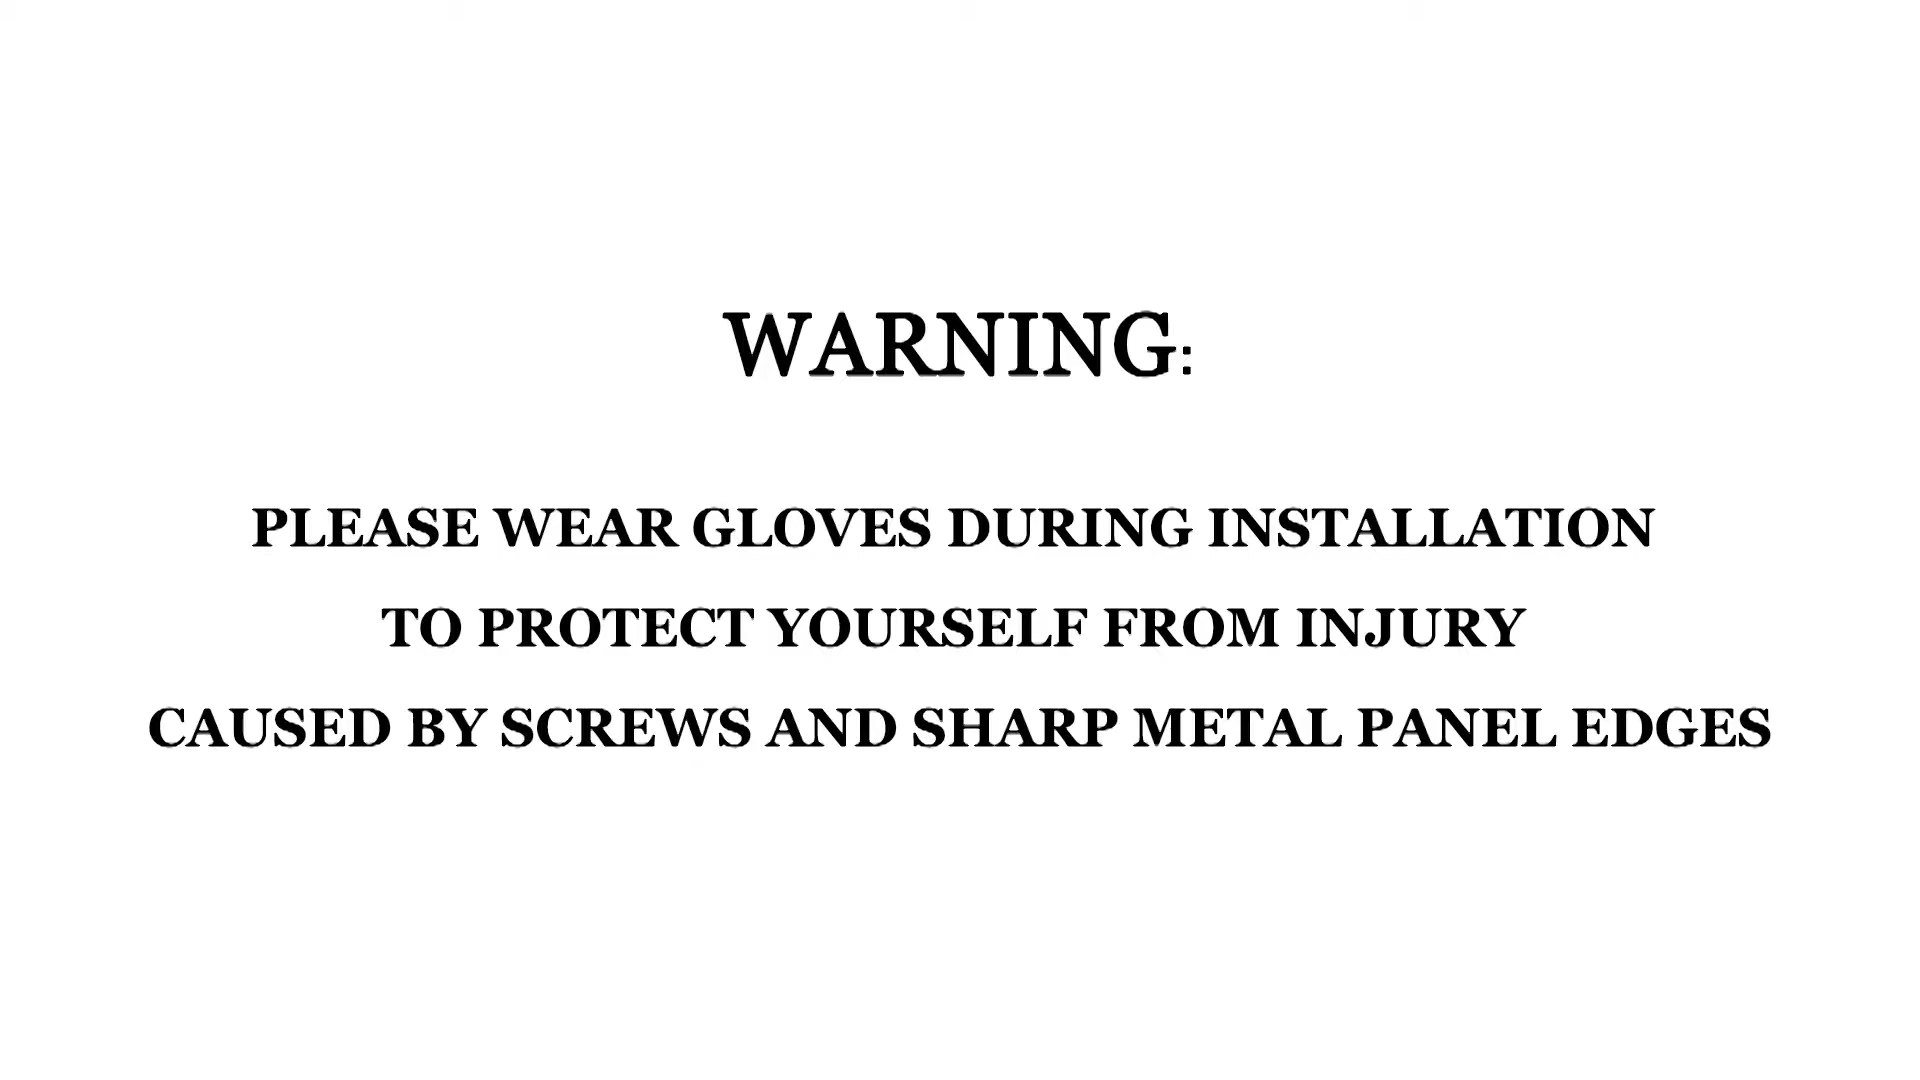 WARNING:
PLEASE WEAR GLOVES DURING INSTALLATION
TO PROTECT YOURSELF FROM INJURY
CAUSED BY SCREWS AND SHARP METAL PANEL EDGES